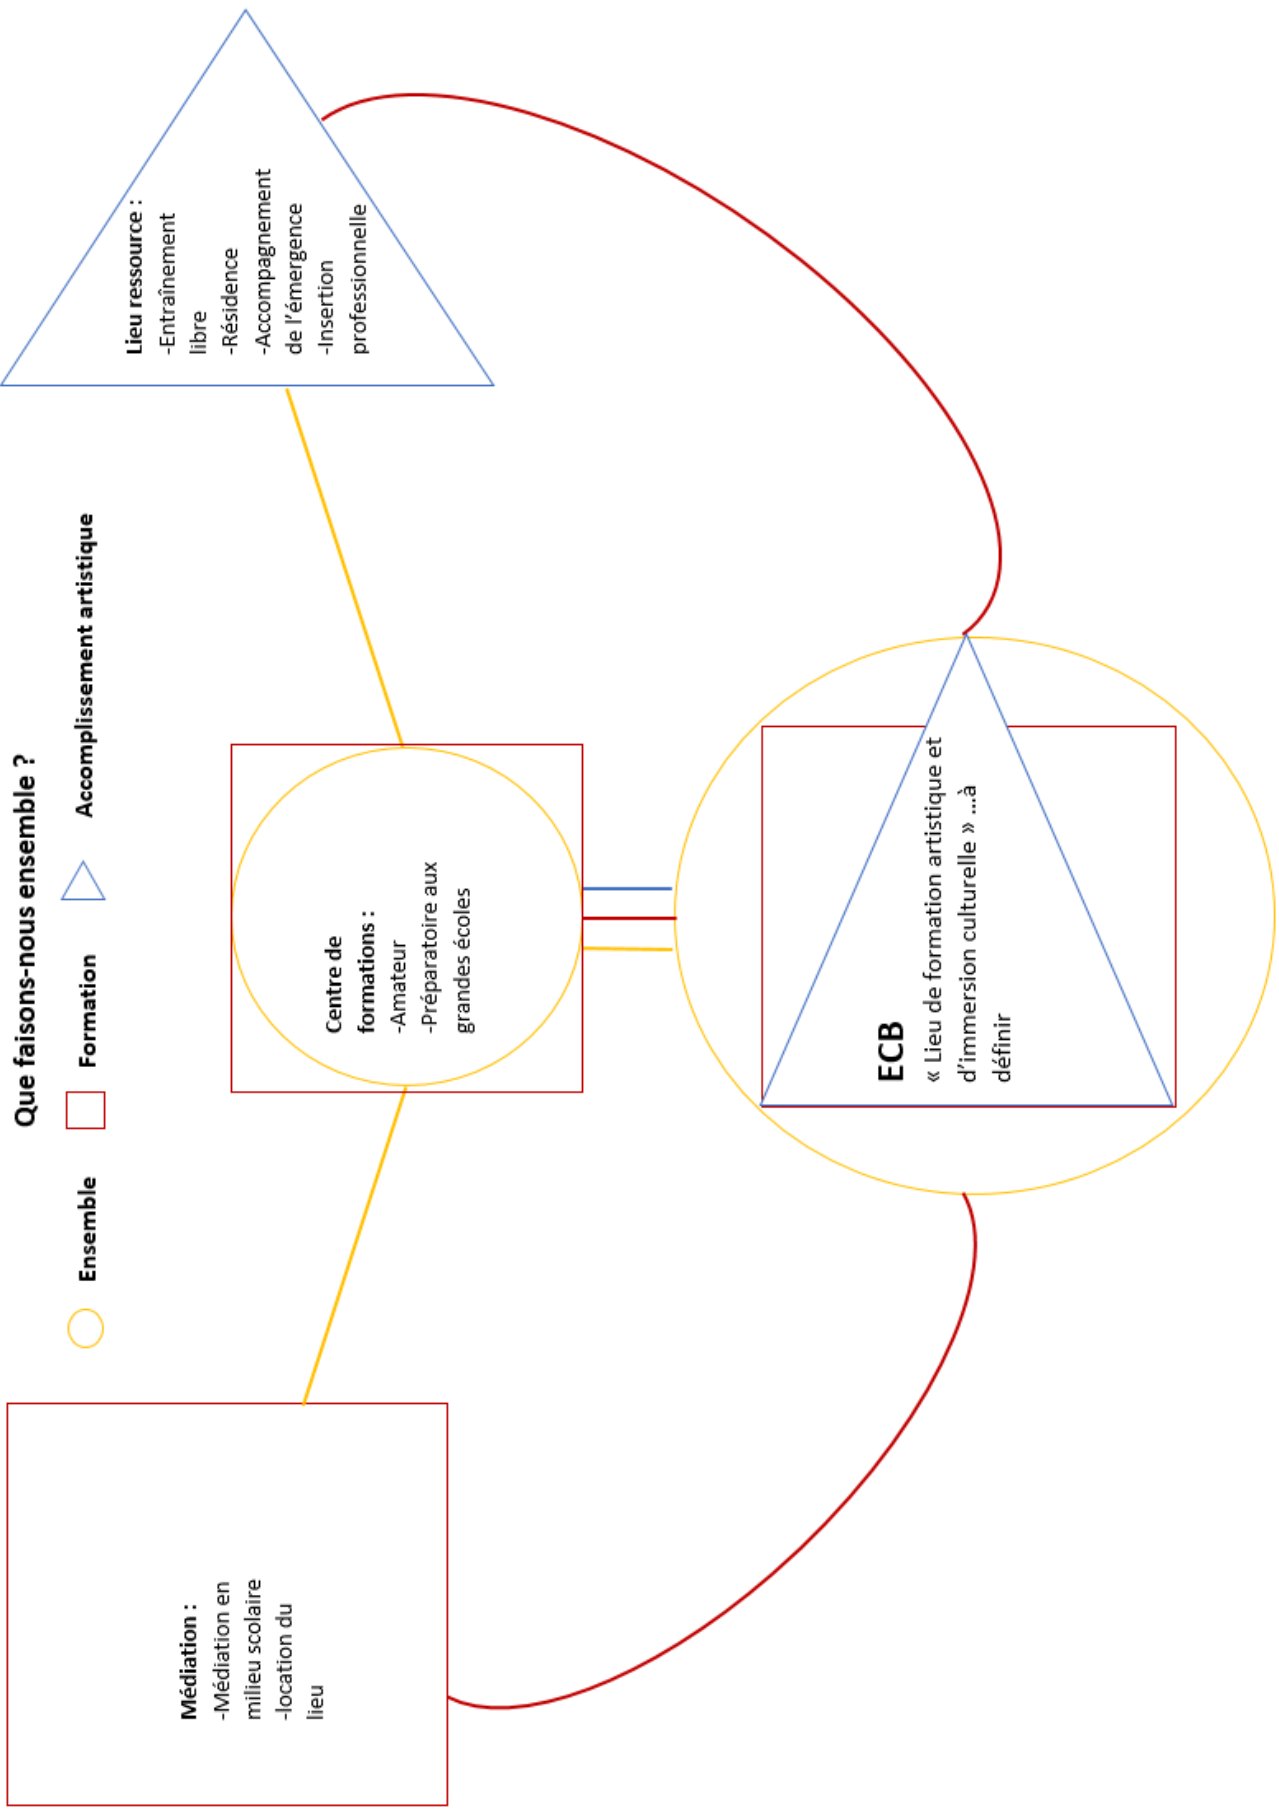 Que faisons-nous ensemble ?
Ensemble
Formation
Accomplissement artistique
Médiation :
-Médiation en
milieu scolaire
-location du
lieu
Centre de
formations :
-Amateur
-Préparatoire aux
grandes écoles
Lieu ressource :
-Entraînement
libre
-Résidence
-Accompagnement
de l’émergence
-Insertion
professionnelle
ECB
« Lieu de formation artistique et
d’immersion culturelle » …à
définir